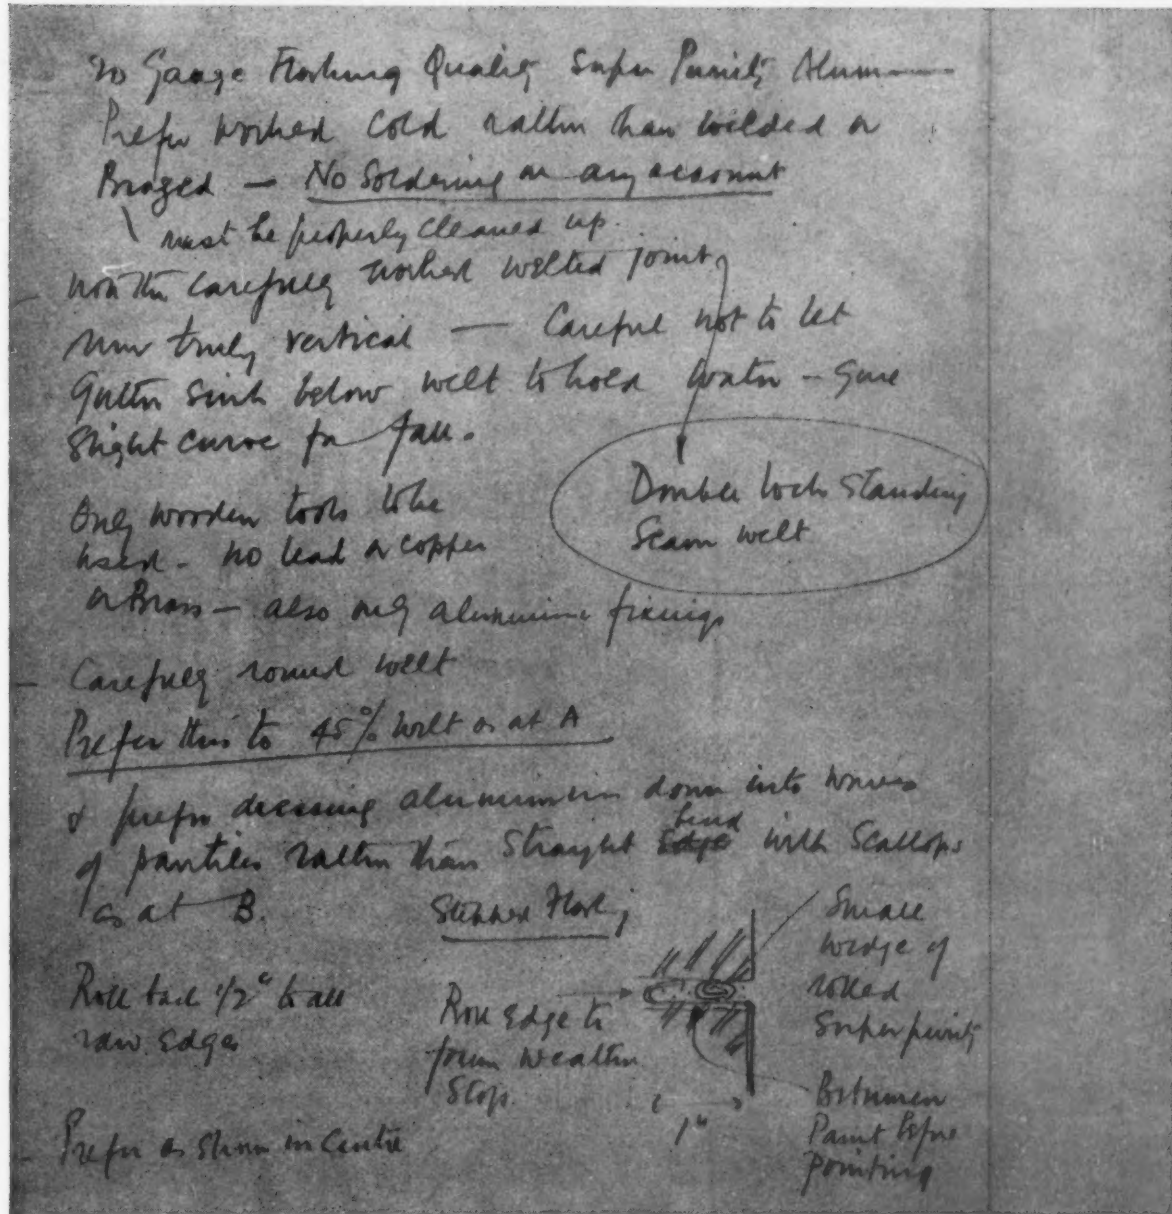 20 Gauge Flashing Quality Super Purity Alum
Prefer worked cold rather than welded or
Brazed — No Soldering on any account
must be properly cleaned up.
carefully worked welted joint
truly vertical — Careful not to let
Gutter sink below welt to hold water – Give
slight curve for fall.
Double lock standing
Seam welt
Only wooden tools to be
used – no lead or copper
or Brass – also only aluminium fixings
Carefully round welt
Prefer this to 45% welt as at A
& prefer dressing aluminium down into waves
of pantiles rather than straight edge bend with scallops
as at B.
Stepped Flashing
Roll back 1/2" to all
raw edges
Roll edge to
form weather
stop.
Small
wedge of
rolled
Super purity
1"
Bitumen
Paint before
pointing
Prefer as shown in Centre